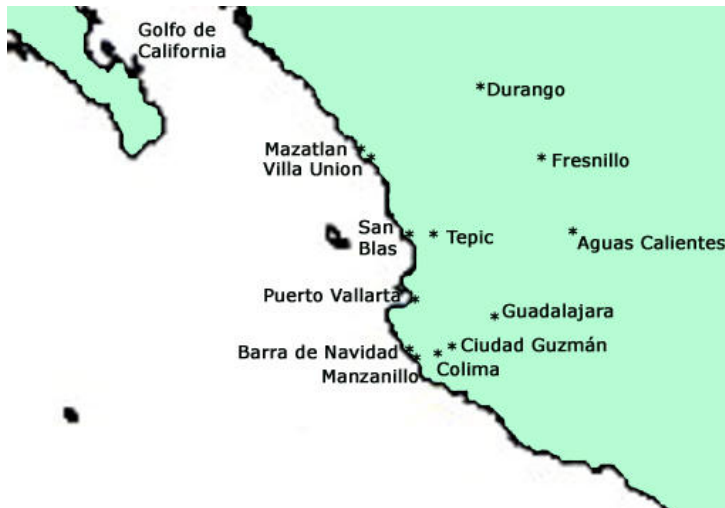 Golfo de
California
Durango
Mazatlan
Villa Union
Fresnillo
San
Blas
Tepic
Aguas Calientes
Puerto Vallarta
Guadalajara
Barra de Navidad
Ciudad Guzmán
Manzanillo
Colima